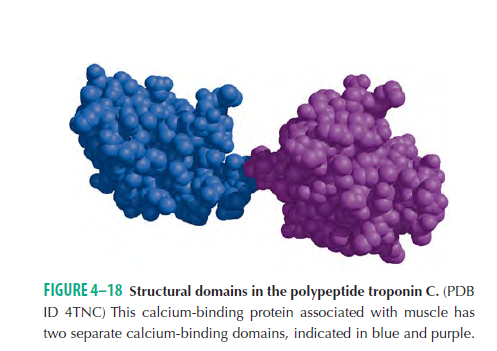 FIGURE 4–18 Structural domains in the polypeptide troponin C. (PDB
ID 4TNC) This calcium-binding protein associated with muscle has
two separate calcium-binding domains, indicated in blue and purple.